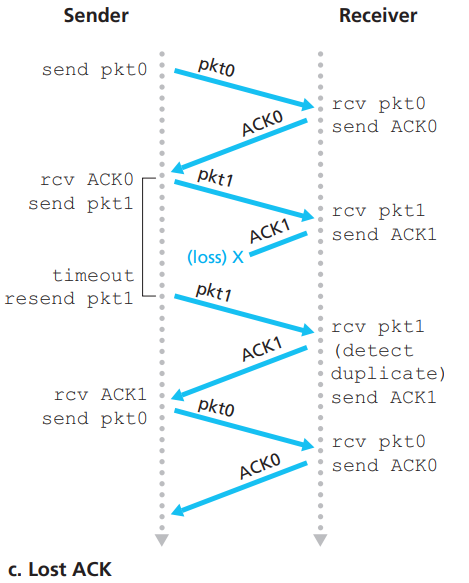 Sender Receiver
pkt0
send pkt0
rcv pkt0
ACK0
send ACK0
pkt1
rcv ACK0
send pkt1
rcv pkt1
ACK1
send ACK1
(loss) X
timeout
pkt1
resend pkt1
rcv pkt1
ACK1
(detect
duplicate)
rcv ACK1
send ACK1
pkt0
send pkt0
rcv pkt0
ACK0
send ACK0
c. Lost ACK